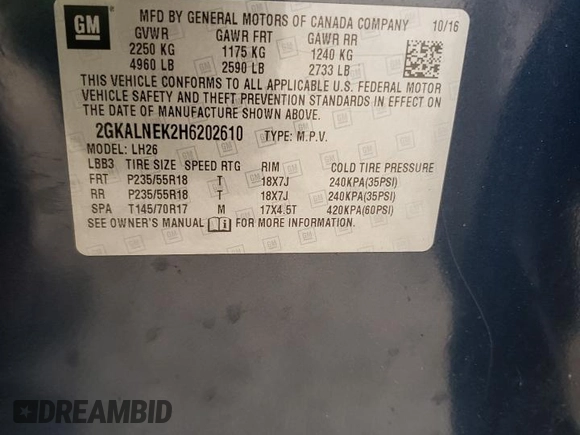 GM
MFD BY GENERAL MOTORS OF CANADA COMPANY 10/16
GVWR GAWR FRT GAWR RR
2250 KG 1175 KG 1240 KG
4960 LB 2590 LB 2733 LB
THIS VEHICLE CONFORMS TO ALL APPLICABLE U.S. FEDERAL MOTOR
VEHICLE SAFETY AND THEFT PREVENTION STANDARDS IN EFFECT ON
THE DATE OF MANUFACTURE SHOWN ABOVE.
2GKALNEK2H6202610 TYPE: M.P.V.
MODEL: LH26
LBB3 TIRE SIZE SPEED RTG RIM COLD TIRE PRESSURE
FRT P235/55R18 T 18X7J 240KPA(35PSI)
RR P235/55R18 T 18X7J 240KPA(35PSI)
SPA T145/70R17 M 17X4.5T 420KPA(60PSI)
SEE OWNER'S MANUAL FOR MORE INFORMATION.
DREAMBID